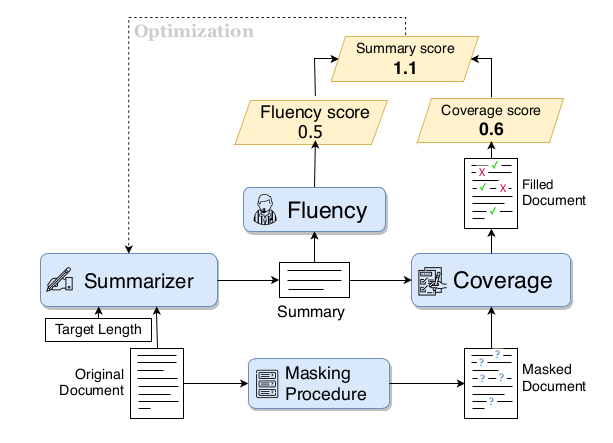 Optimization
Summary score
1.1
Fluency score
0.5
Coverage score
0.6
✓
X
✓ X
✓
Filled
Document
Fluency
Summarizer
Summary
Coverage
Target Length
Original
Document
Masking
Procedure
?
? ?
?
Masked
Document